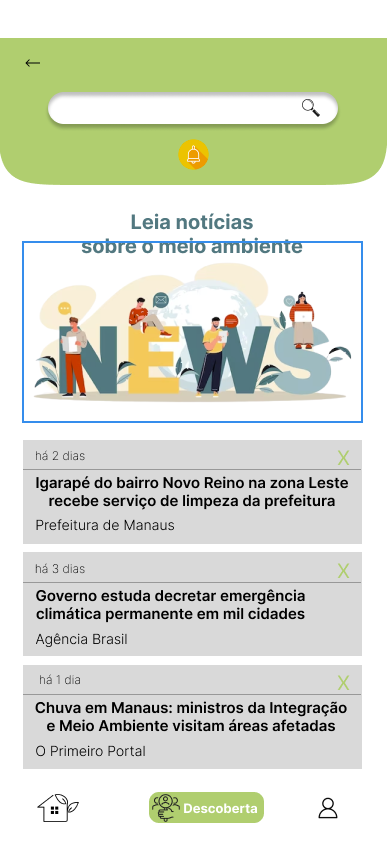 Leia notícias
sobre o meio ambiente
NEWS
há 2 dias
X
Igarapé do bairro Novo Reino na zona Leste
recebe serviço de limpeza da prefeitura
Prefeitura de Manaus
há 3 dias
X
Governo estuda decretar emergência
climática permanente em mil cidades
Agência Brasil
há 1 dia
X
Chuva em Manaus: ministros da Integração
e Meio Ambiente visitam áreas afetadas
O Primeiro Portal
Descoberta